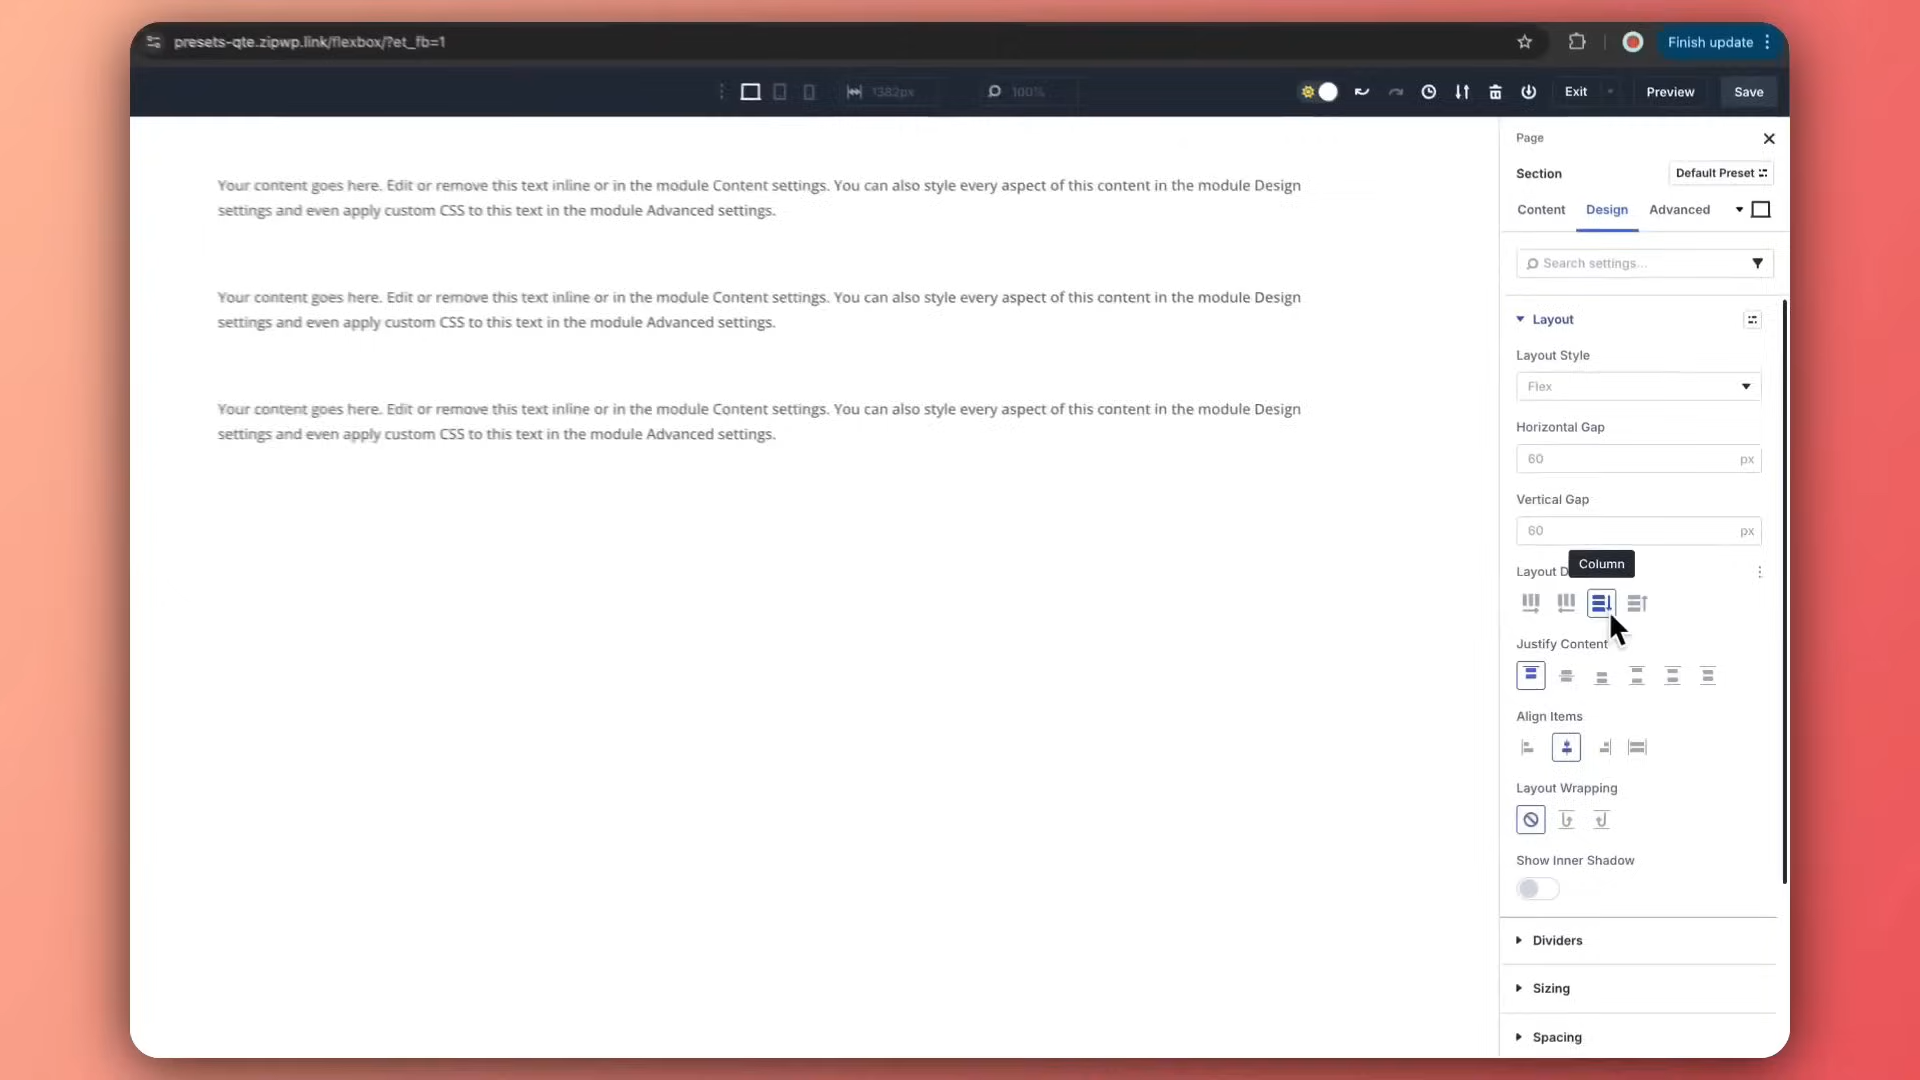 presets-qte.zipwp.link/flexbox/?et_fb=1
Finish update
1382px
100%
Exit
Preview
Save
Your content goes here. Edit or remove this text inline or in the module Content settings. You can also style every aspect of this content in the module Design
settings and even apply custom CSS to this text in the module Advanced settings.
Your content goes here. Edit or remove this text inline or in the module Content settings. You can also style every aspect of this content in the module Design
settings and even apply custom CSS to this text in the module Advanced settings.
Your content goes here. Edit or remove this text inline or in the module Content settings. You can also style every aspect of this content in the module Design
settings and even apply custom CSS to this text in the module Advanced settings.
Page
Section
Default Preset
Content
Design
Advanced
Search settings...
Layout
Layout Style
Flex
Horizontal Gap
60
px
Vertical Gap
60
px
Column
Layout D
Justify Content
Align Items
Layout Wrapping
Show Inner Shadow
Dividers
Sizing
Spacing